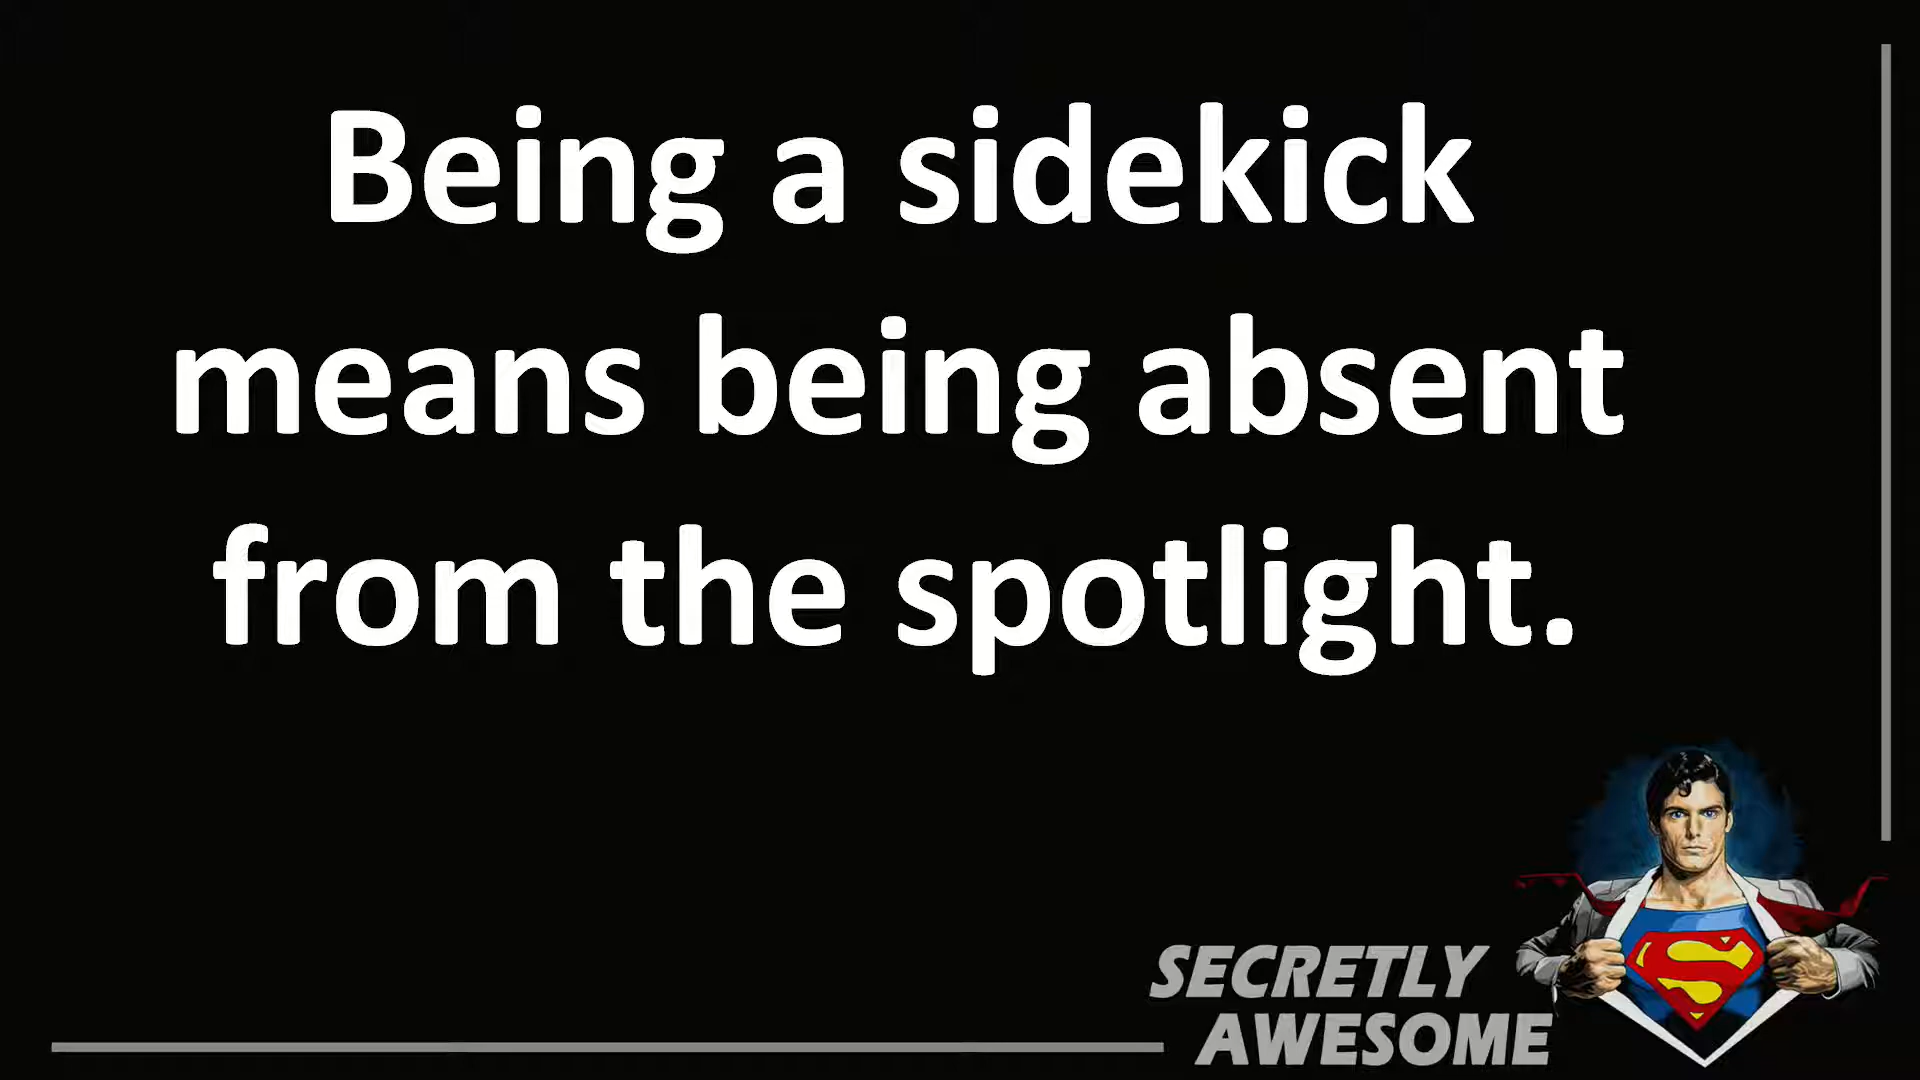 Being a sidekick
means being absent
from the spotlight.
SECRETLY
AWESOME